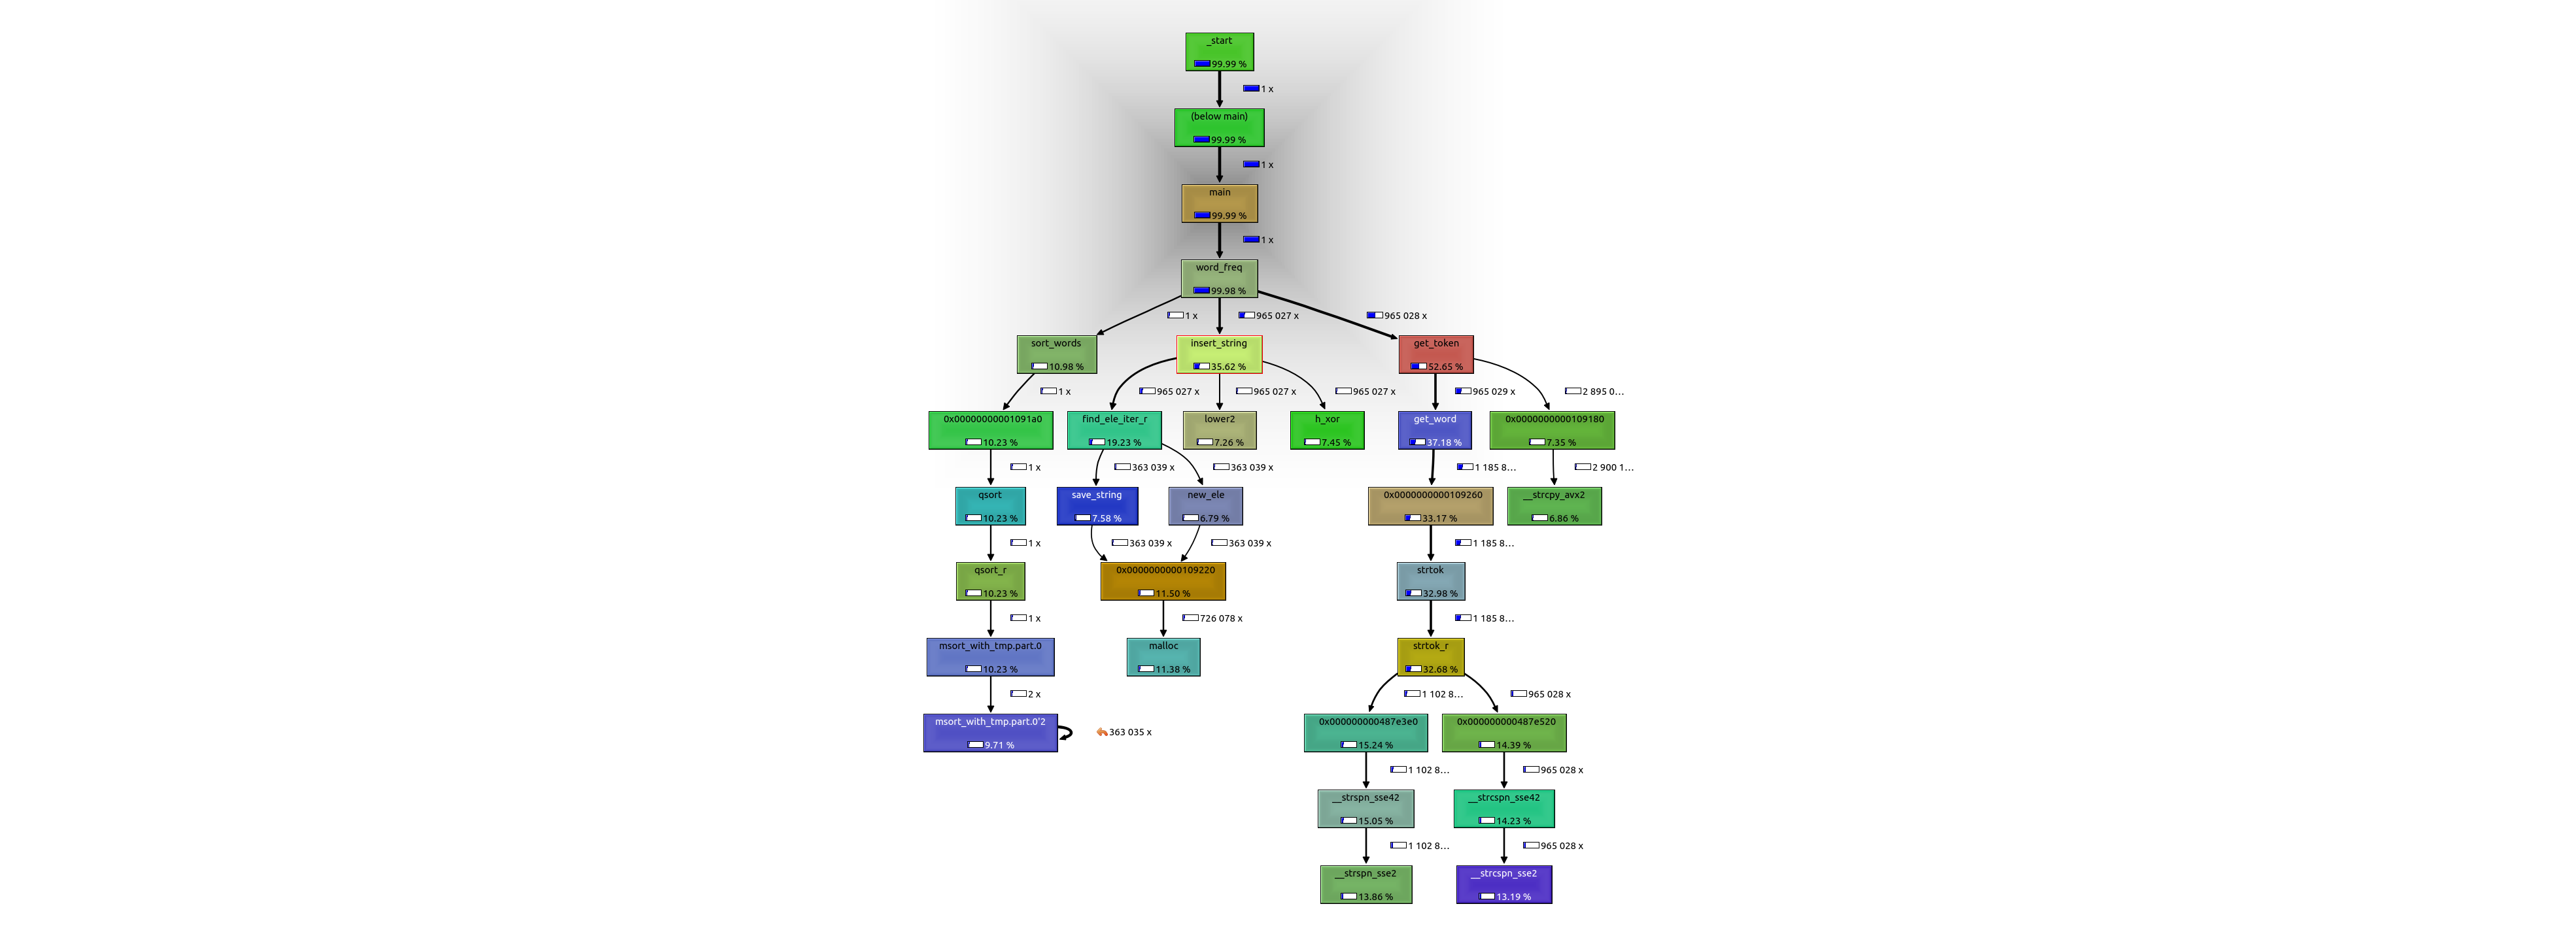 _start
99.99 %
1 x
(below main)
99.99 %
1 x
main
99.99 %
1 x
word_freq
99.98 %
1 x
965 027 x
965 028 x
sort_words
10.98 %
insert_string
35.62 %
get_token
52.65 %
1 x
965 027 x
965 027 x
965 027 x
965 029 x
2 895 0...
0x00000000001091a0
10.23 %
find_ele_iter_r
19.23 %
lower2
7.26 %
h_xor
7.45 %
get_word
37.18 %
0x0000000000109180
7.35 %
1 x
363 039 x
363 039 x
1 185 8...
2 900 1...
qsort
10.23 %
save_string
7.58 %
new_ele
6.79 %
0x0000000000109260
33.17 %
__strcpy_avx2
6.86 %
1 x
363 039 x
363 039 x
1 185 8...
qsort_r
10.23 %
0x0000000000109220
11.50 %
strtok
32.98 %
1 x
726 078 x
1 185 8...
msort_with_tmp.part.0
10.23 %
malloc
11.38 %
strtok_r
32.68 %
2 x
1 102 8...
965 028 x
msort_with_tmp.part.0'2
9.71 %
363 035 x
0x000000000487e3e0
15.24 %
0x000000000487e520
14.39 %
1 102 8...
965 028 x
__strspn_sse42
15.05 %
__strcspn_sse42
14.23 %
1 102 8...
965 028 x
__strspn_sse2
13.86 %
__strcspn_sse2
13.19 %